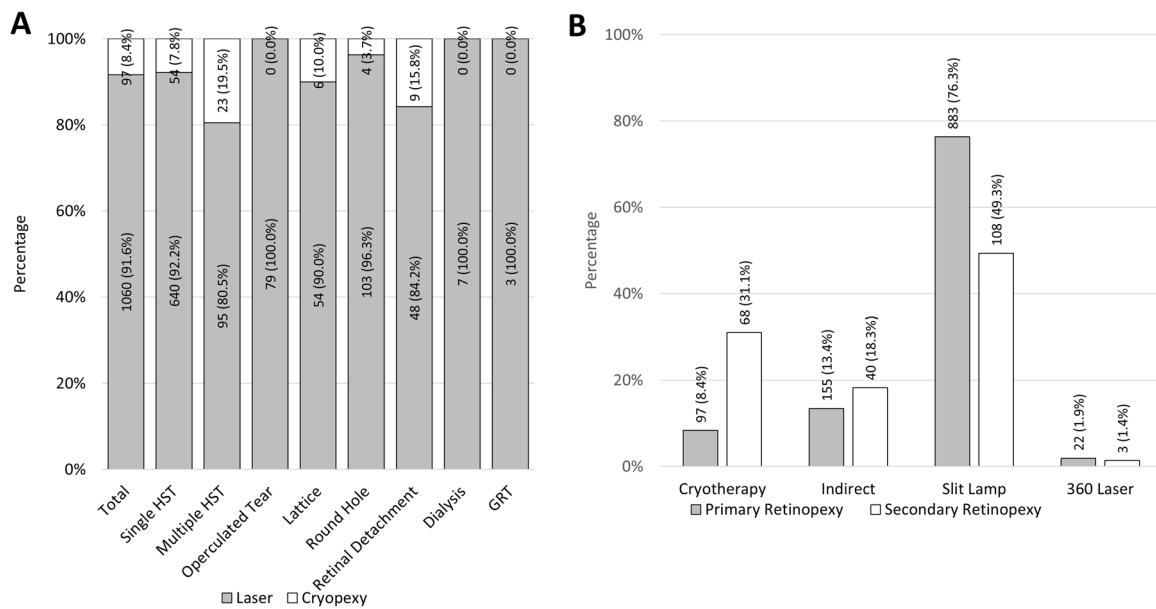 A
100%
80%
60%
40%
20%
0%
Percentage
97 (8.4%)
54 (7.8%)
23 (19.5%)
0 (0.0%)
6 (10.0%)
4 (3.7%)
9 (15.8%)
0 (0.0%)
0 (0.0%)
1060 (91.6%)
640 (92.2%)
95 (80.5%)
79 (100.0%)
54 (90.0%)
103 (96.3%)
48 (84.2%)
7 (100.0%)
3 (100.0%)
Total
Single HST
Multiple HST
Operculated Tear
Lattice
Round Hole
Retinal Detachment
Dialysis
GRT
Laser
Cryopexy
B
100%
80%
60%
40%
20%
0%
Percentage
97 (8.4%)
68 (31.1%)
155 (13.4%)
40 (18.3%)
883 (76.3%)
108 (49.3%)
22 (1.9%)
3 (1.4%)
Cryotherapy
Indirect
Slit Lamp
360 Laser
Primary Retinopexy
Secondary Retinopexy